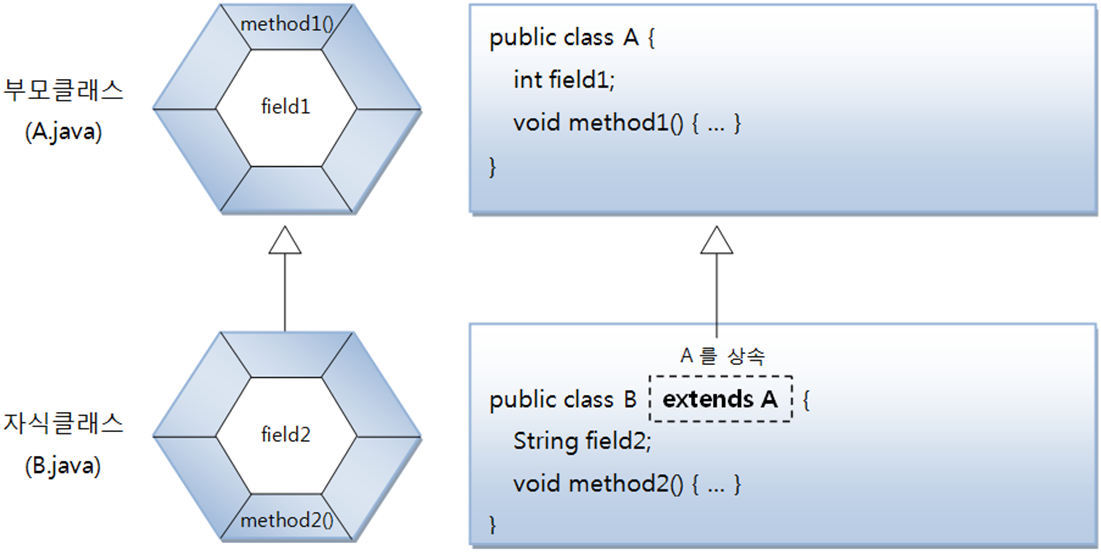 method1()
field1
부모클래스
(A.java)
public class A {
int field1;
void method1() { ... }
}
A 를 상속
public class B extends A {
String field2;
void method2() { ... }
}
field2
method2()
자식클래스
(B.java)